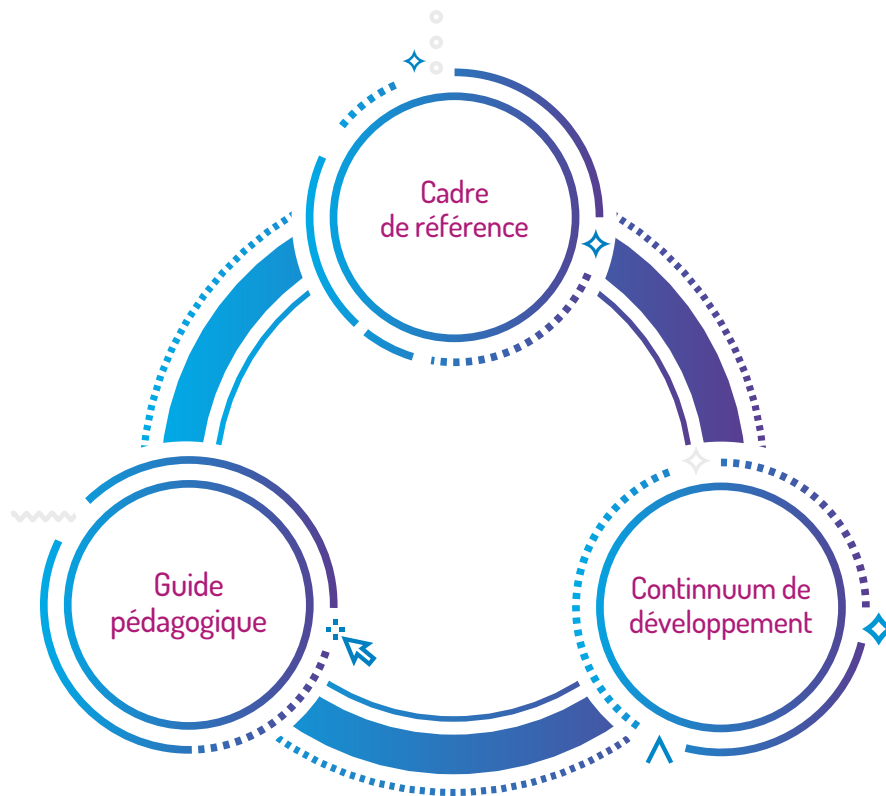 Cadre
de référence
Guide
pédagogique
Continnuum de
développement